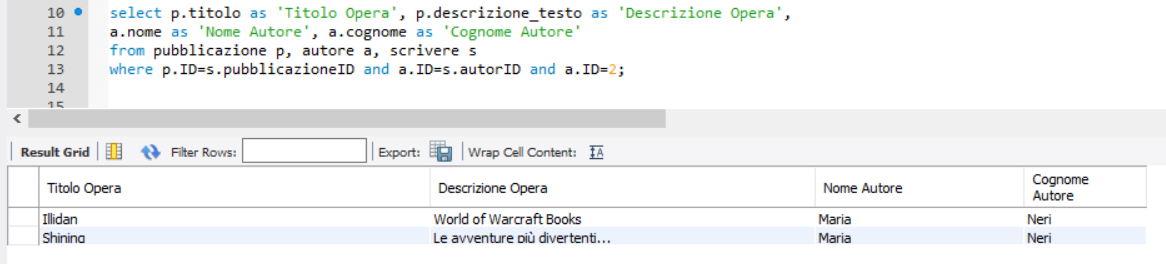 10 select p.titolo as 'Titolo Opera', p.descrizione_testo as 'Descrizione Opera',
11 a.nome as 'Nome Autore', a.cognome as 'Cognome Autore'
12 from pubblicazione p, autore a, scrivere s
13 where p.ID=s.pubblicazioneID and a.ID=s.autorID and a.ID=2;
14
15
Result Grid Filter Rows: Export: Wrap Cell Content: IA
Titolo Opera Descrizione Opera Nome Autore Cognome Autore
Illidan World of Warcraft Books Maria Neri
Shining Le avventure più divertenti... Maria Neri